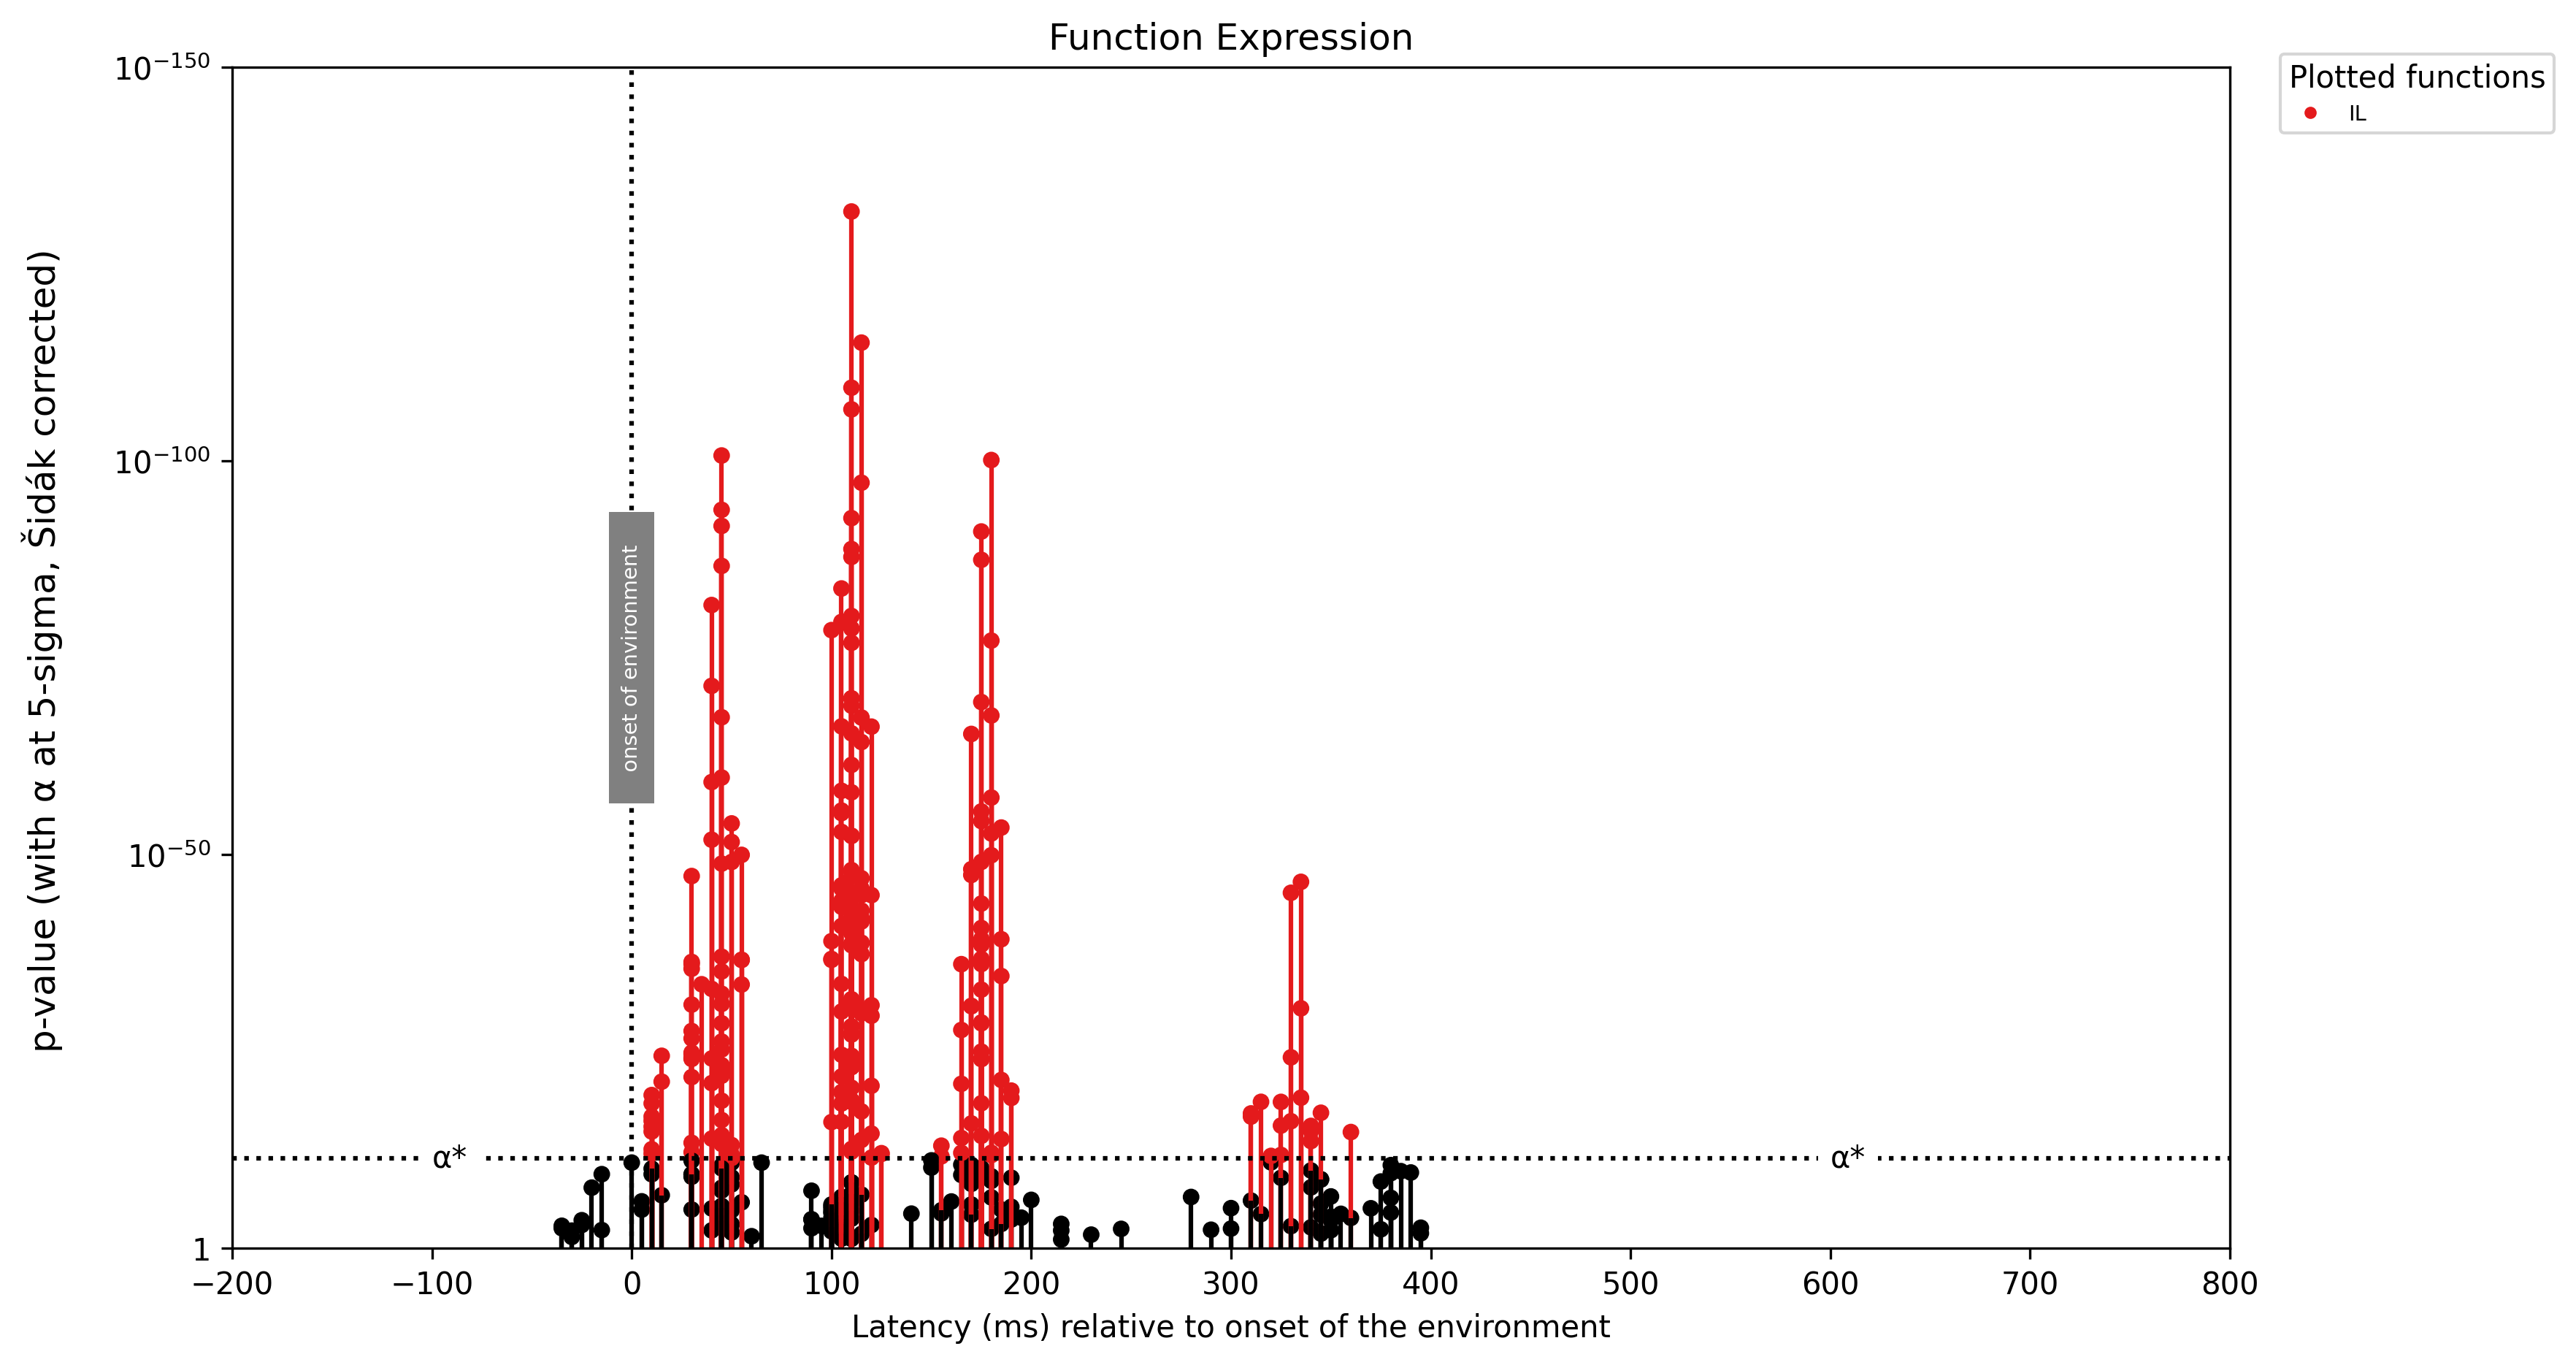 Function Expression
Plotted functions
IL
p-value (with α at 5-sigma, Šidák corrected)
10⁻¹⁵⁰
10⁻¹⁰⁰
10⁻⁵⁰
1
onset of environment
α*
α*
−200 −100 0 100 200 300 400 500 600 700 800
Latency (ms) relative to onset of the environment